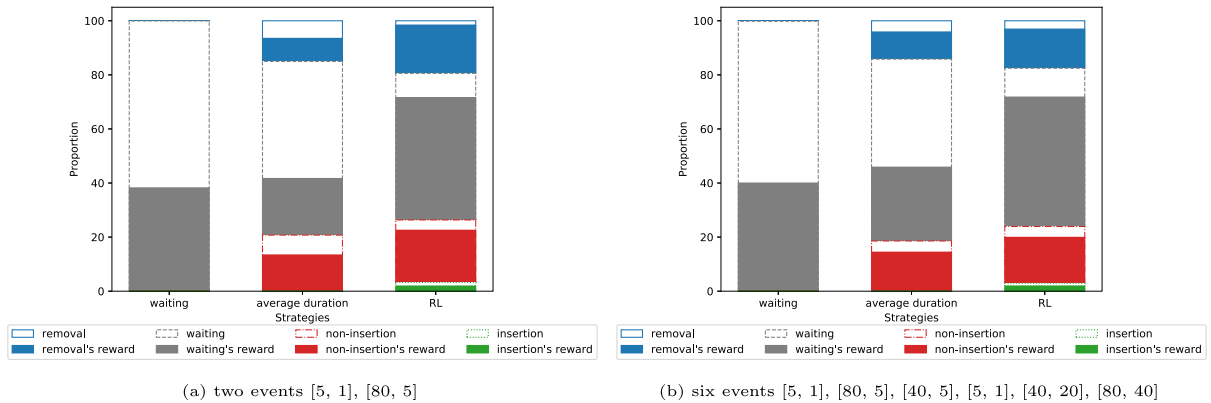 100
80
60
40
20
0
Proportion
waiting
average duration
RL
Strategies
removal
waiting
non-insertion
insertion
removal's reward
waiting's reward
non-insertion's reward
insertion's reward
(a) two events [5, 1], [80, 5]
100
80
60
40
20
0
Proportion
waiting
average duration
RL
Strategies
removal
waiting
non-insertion
insertion
removal's reward
waiting's reward
non-insertion's reward
insertion's reward
(b) six events [5, 1], [80, 5], [40, 5], [5, 1], [40, 20], [80, 40]